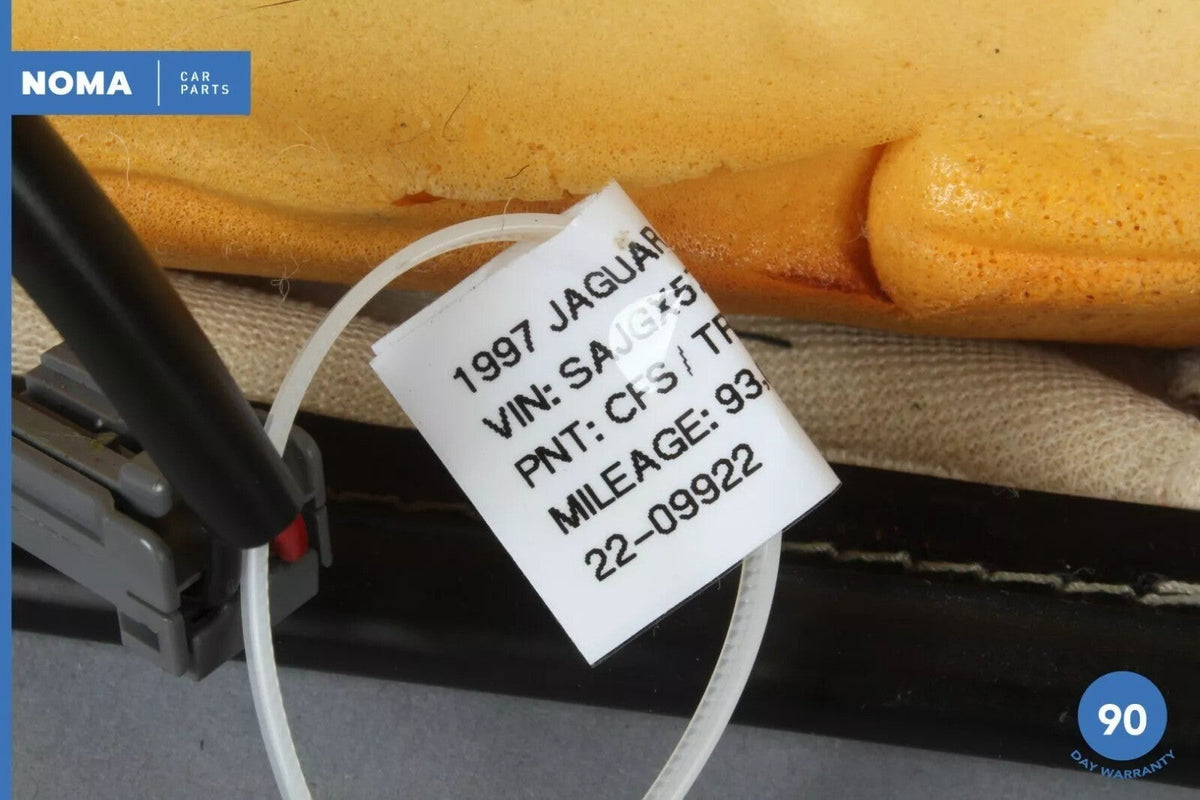 NOMA
CAR
PARTS
1997 JAGUAR
VIN: SAJGX5
PNT: CFS / TR
MILEAGE: 93,
22-09922
90
DAY WARRANTY